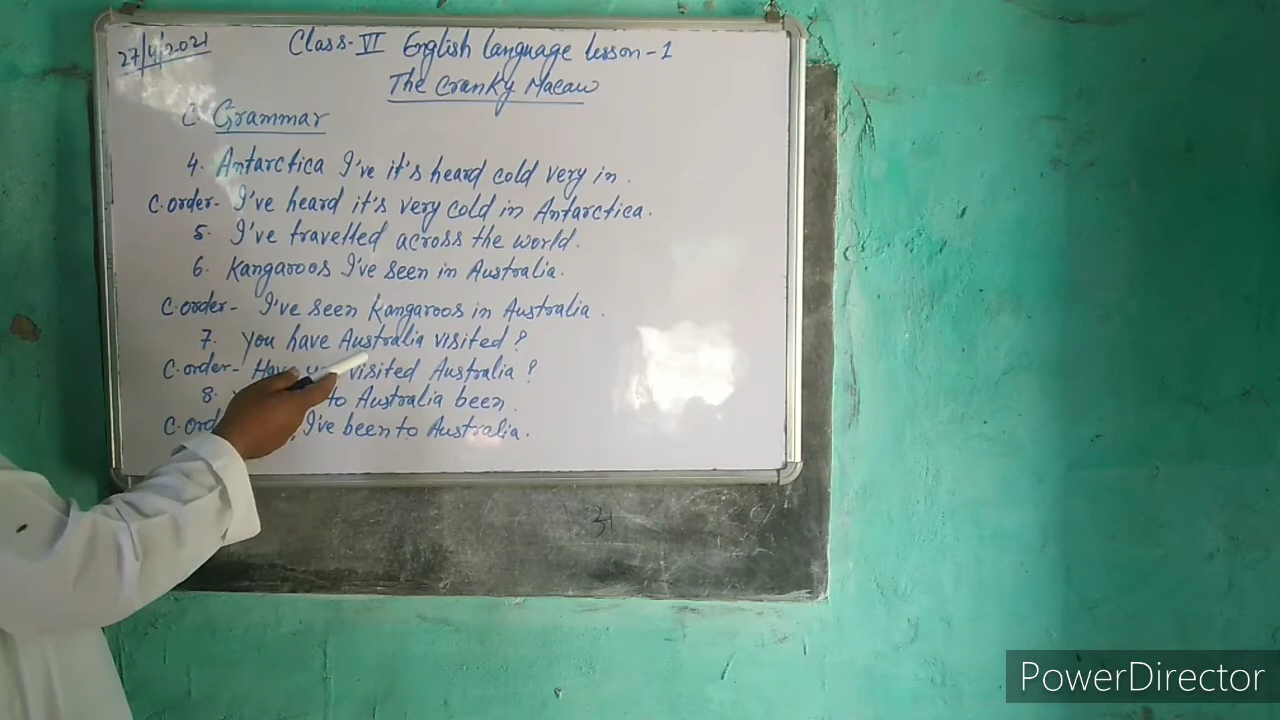 27/4/2021
Class-VI English language lesson-1
The Cranky Macaw
C. Grammar
4. Antarctica I've it's heard cold very in.
C.order- I've heard it's very cold in Antarctica.
5. I've travelled across the world.
6. Kangaroos I've seen in Australia.
C.order- I've seen Kangaroos in Australia.
7. You have Australia visited?
C.order- visited Australia?
8. to Australia been.
I've been to Australia.
PowerDirector